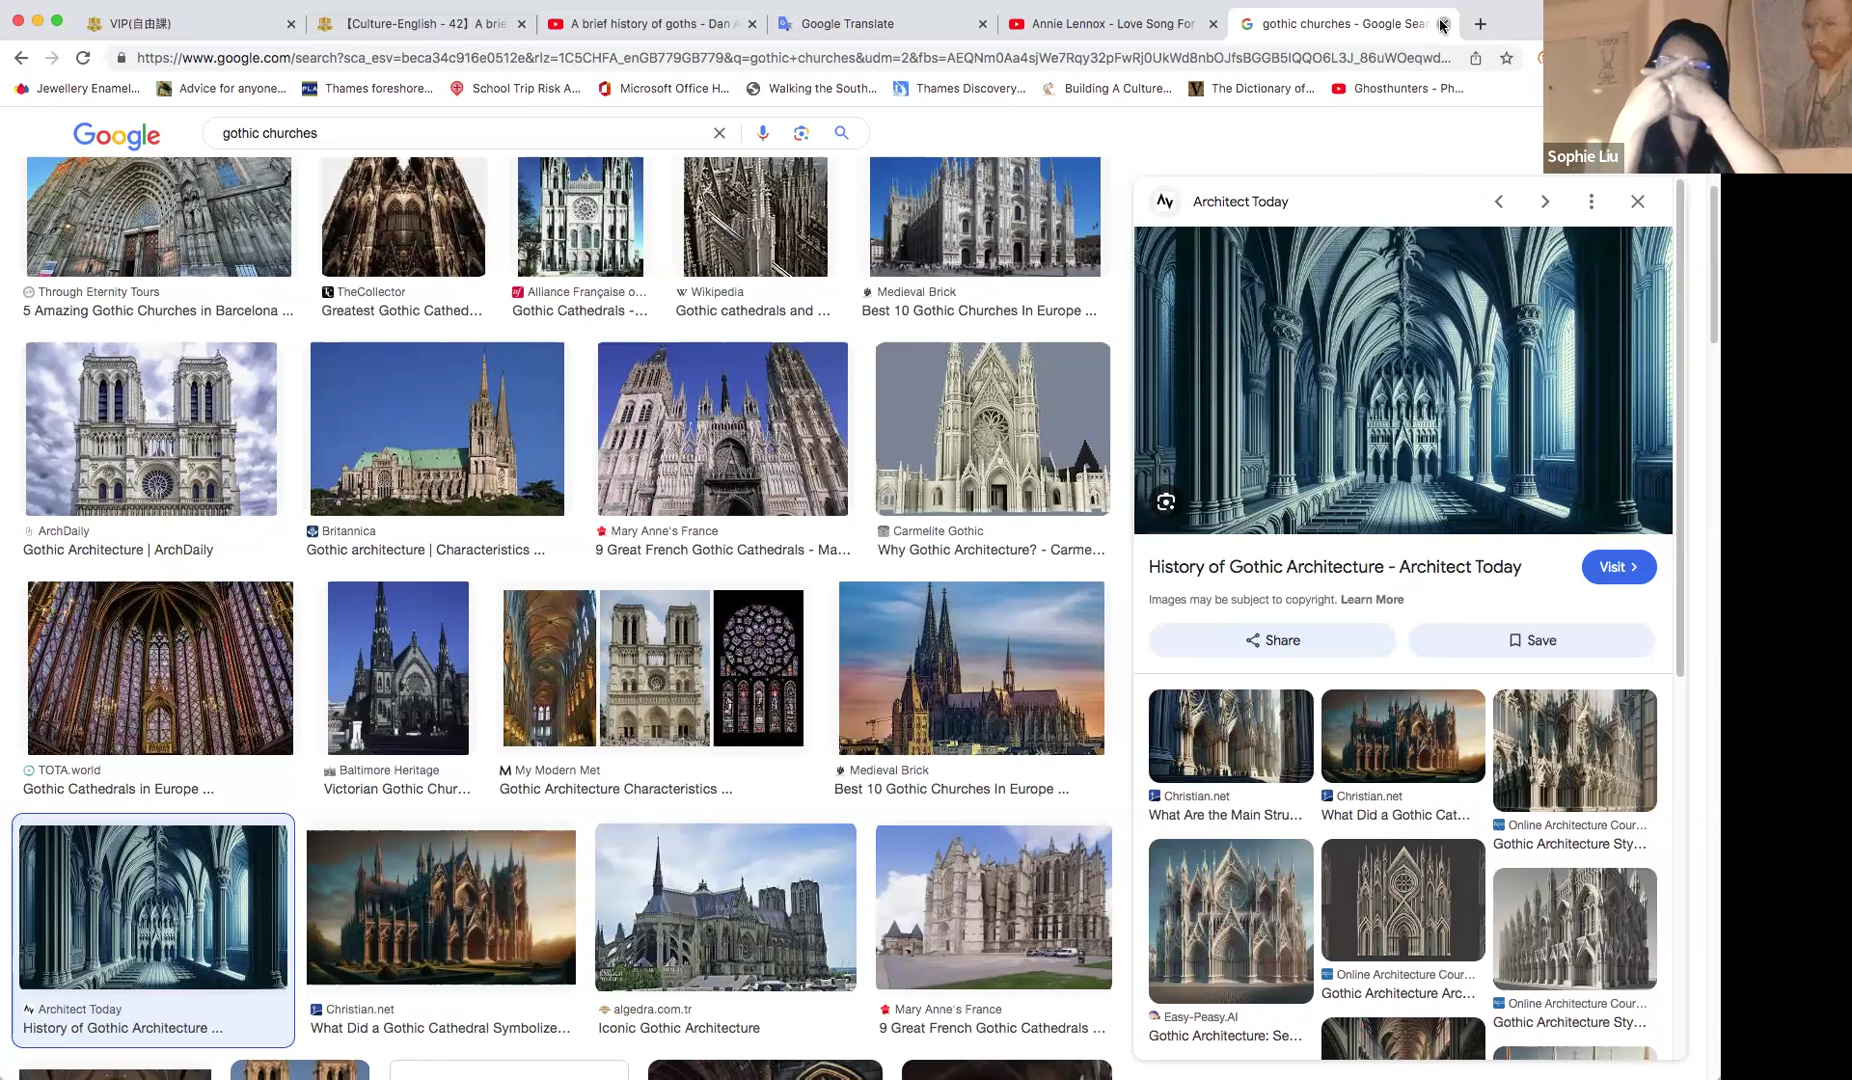 VIP(自由課)
【Culture-English - 42】A brie
A brief history of goths - Dan A
Google Translate
Annie Lennox - Love Song For
gothic churches - Google Sear
https://www.google.com/search?sca_esv=beca34c916e0512e&rlz=1C5CHFA_enGB779GB779&q=gothic+churches&udm=2&fbs=AEQNm0Aa4sjWe7Rqy32pFwRj0UkWd8nbOJfsBGGB5IQQO6L3J_86uWOeqwd...
Jewellery Enamel...
Advice for anyone...
PLA
Thames foreshore...
School Trip Risk A...
Microsoft Office H...
Walking the South...
Thames Discovery...
Building A Culture...
The Dictionary of...
Ghosthunters - Ph...
Sophie Liu
Google
gothic churches
Through Eternity Tours
5 Amazing Gothic Churches in Barcelona ...
TheCollector
Greatest Gothic Cathed...
Alliance Française o...
Gothic Cathedrals -...
Wikipedia
Gothic cathedrals and ...
Medieval Brick
Best 10 Gothic Churches In Europe ...
ArchDaily
Gothic Architecture | ArchDaily
Britannica
Gothic architecture | Characteristics ...
Mary Anne's France
9 Great French Gothic Cathedrals - Ma...
Carmelite Gothic
Why Gothic Architecture? - Carme...
TOTA.world
Gothic Cathedrals in Europe ...
Baltimore Heritage
Victorian Gothic Chur...
My Modern Met
Gothic Architecture Characteristics ...
Medieval Brick
Best 10 Gothic Churches In Europe ...
Architect Today
History of Gothic Architecture ...
Christian.net
What Did a Gothic Cathedral Symbolize...
algedra.com.tr
Iconic Gothic Architecture
Mary Anne's France
9 Great French Gothic Cathedrals ...
Architect Today
History of Gothic Architecture - Architect Today
Visit
Images may be subject to copyright. Learn More
Share
Save
Christian.net
What Are the Main Stru...
Christian.net
What Did a Gothic Cat...
Online Architecture Cour...
Gothic Architecture Sty...
Easy-Peasy.AI
Gothic Architecture: Se...
Online Architecture Cour...
Gothic Architecture Arc...
Online Architecture Cour...
Gothic Architecture Sty...